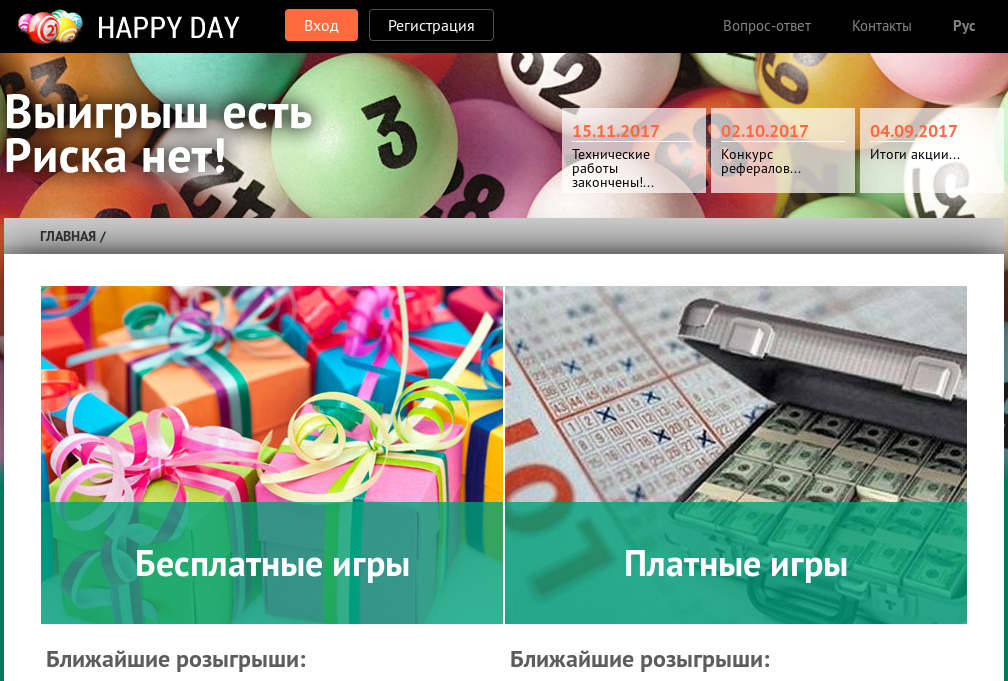 HAPPY DAY
Вход
Регистрация
Вопрос-ответ
Контакты
Рус
Выигрыш есть
Риска нет!
15.11.2017
Технические
работы
закончены!...
02.10.2017
Конкурс
рефералов...
04.09.2017
Итоги акции...
ГЛАВНАЯ /
Бесплатные игры
Платные игры
Ближайшие розыгрыши:
Ближайшие розыгрыши: